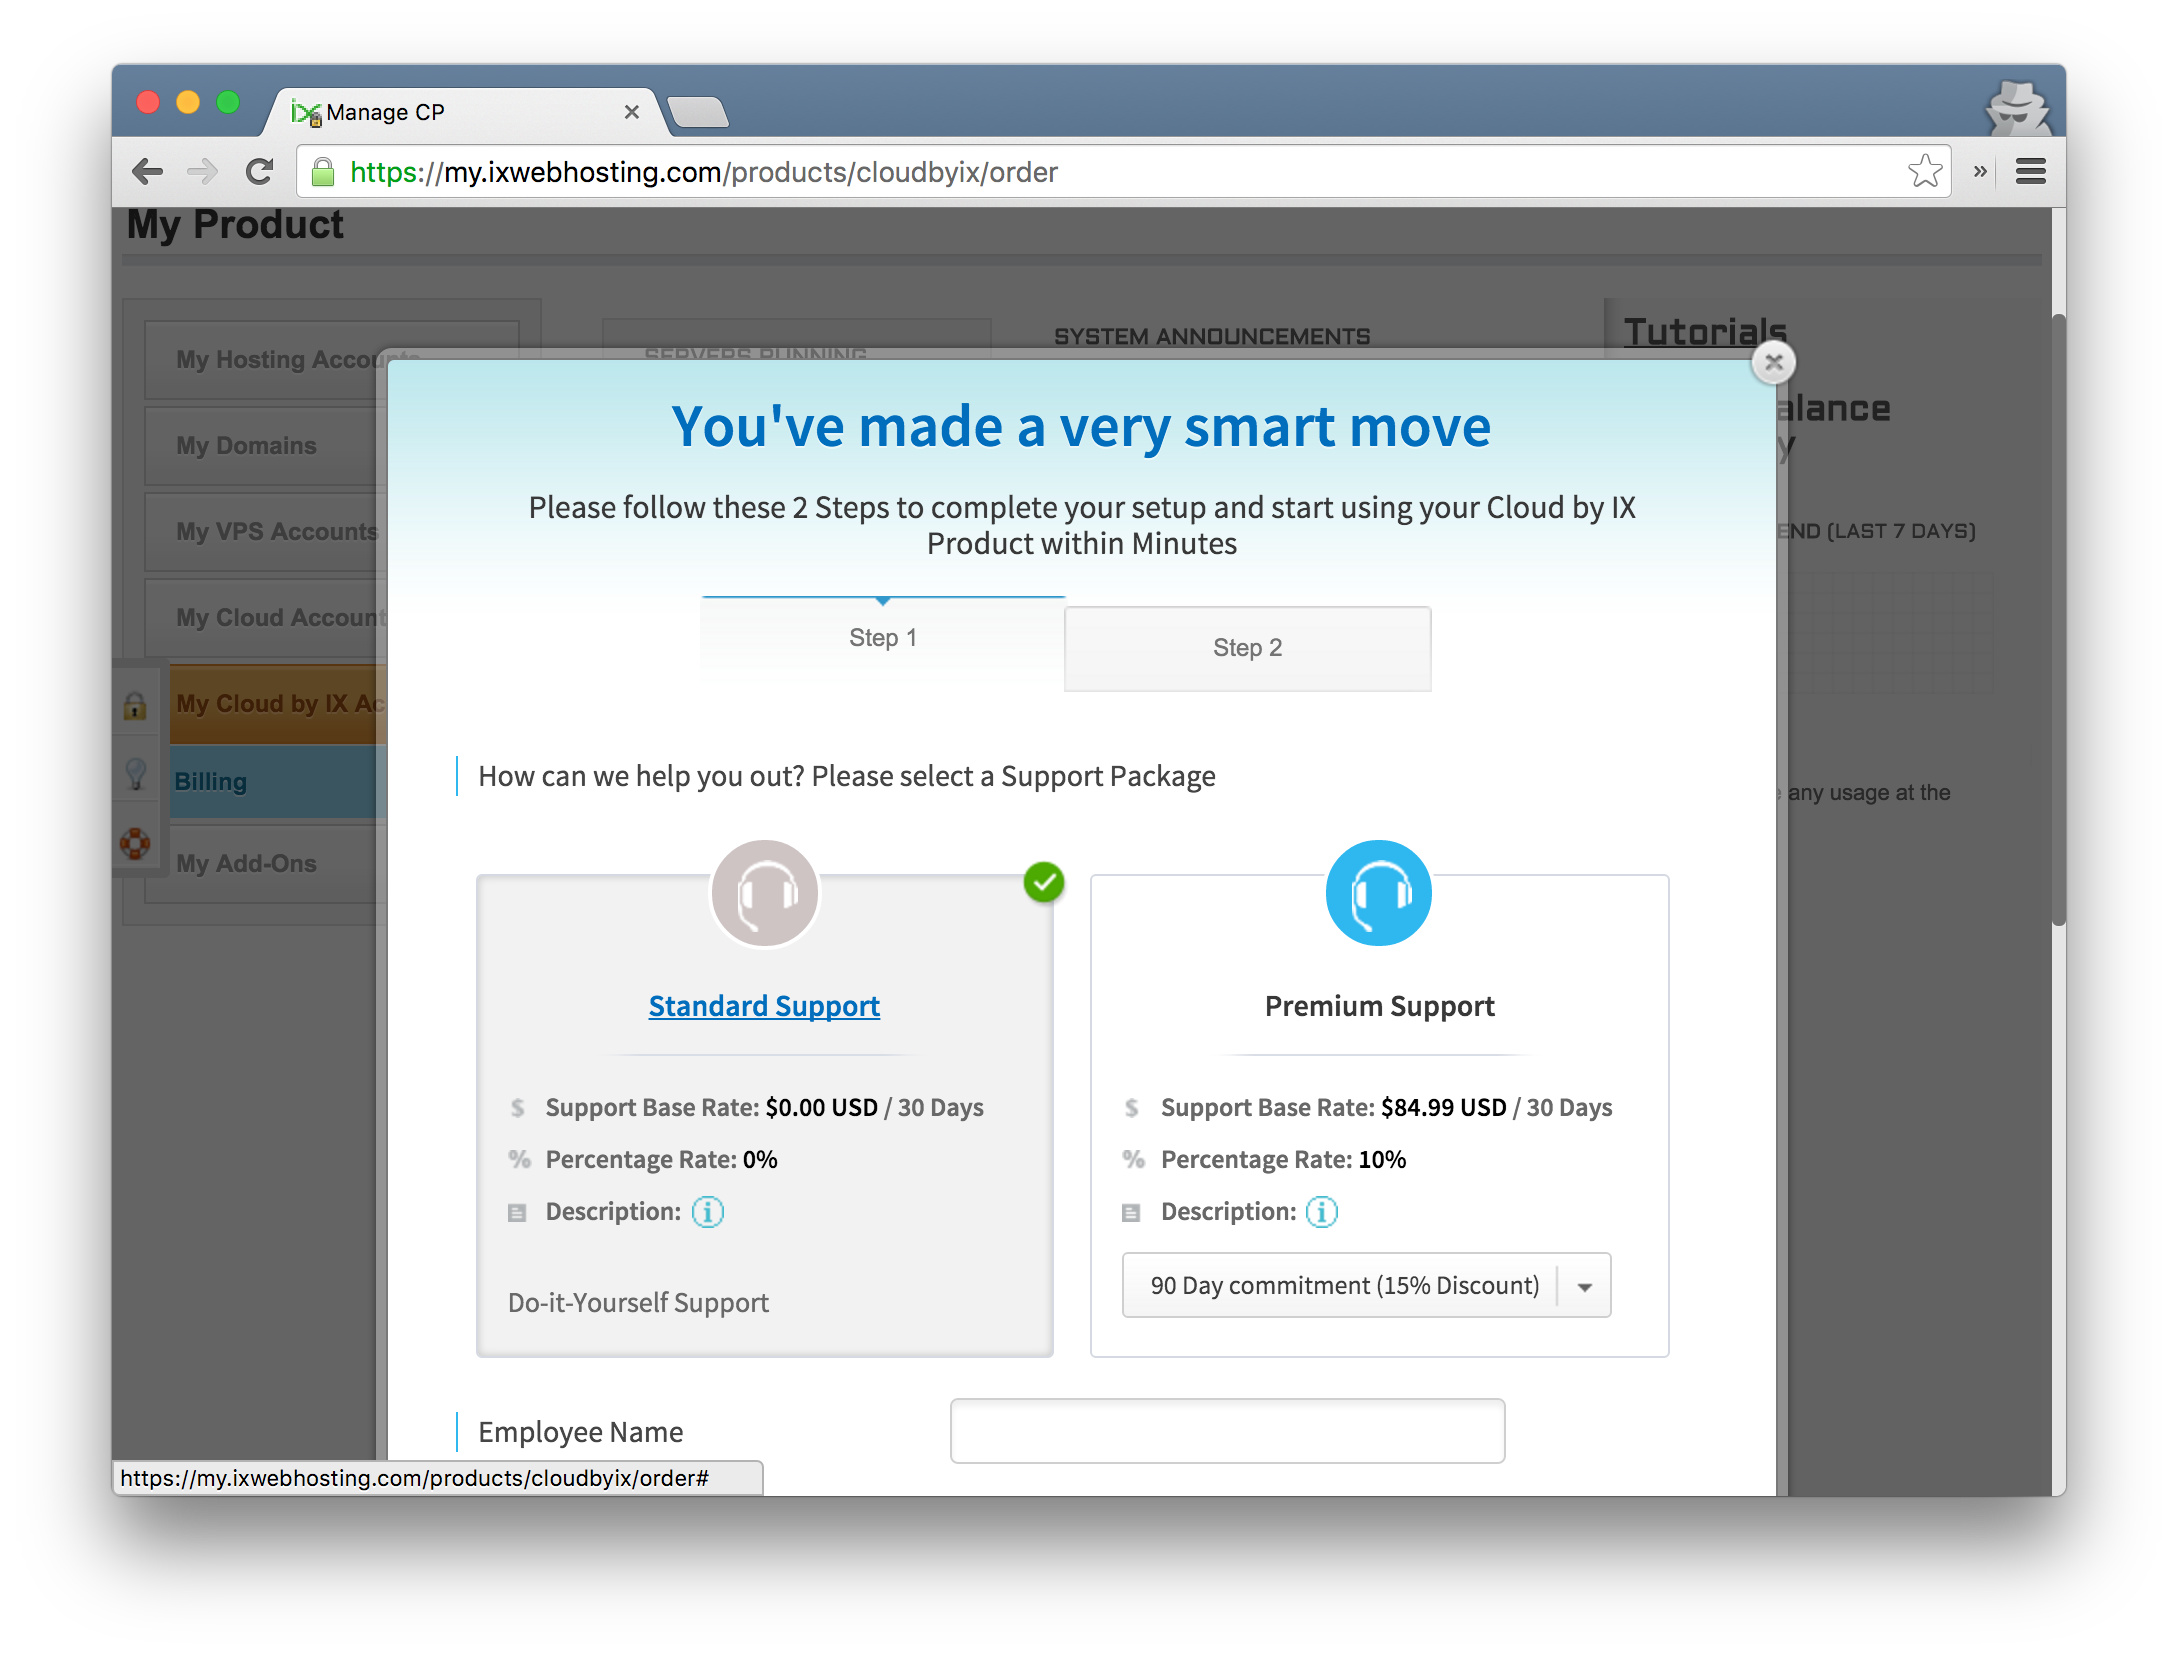 Manage CP
https://my.ixwebhosting.com/products/cloudbyix/order
My Product
My Hosting Accounts
My Domains
My VPS Accounts
My Cloud Account
My Cloud by IX Ac
Billing
My Add-Ons
SERVERS RUNNING
SYSTEM ANNOUNCEMENTS
Tutorials
alance
y
END (LAST 7 DAYS)
any usage at the
You've made a very smart move
Please follow these 2 Steps to complete your setup and start using your Cloud by IX
Product within Minutes
Step 1
Step 2
How can we help you out? Please select a Support Package
Standard Support
$ Support Base Rate: $0.00 USD / 30 Days
% Percentage Rate: 0%
Description: i
Do-it-Yourself Support
Premium Support
$ Support Base Rate: $84.99 USD / 30 Days
% Percentage Rate: 10%
Description: i
90 Day commitment (15% Discount)
Employee Name
https://my.ixwebhosting.com/products/cloudbyix/order#